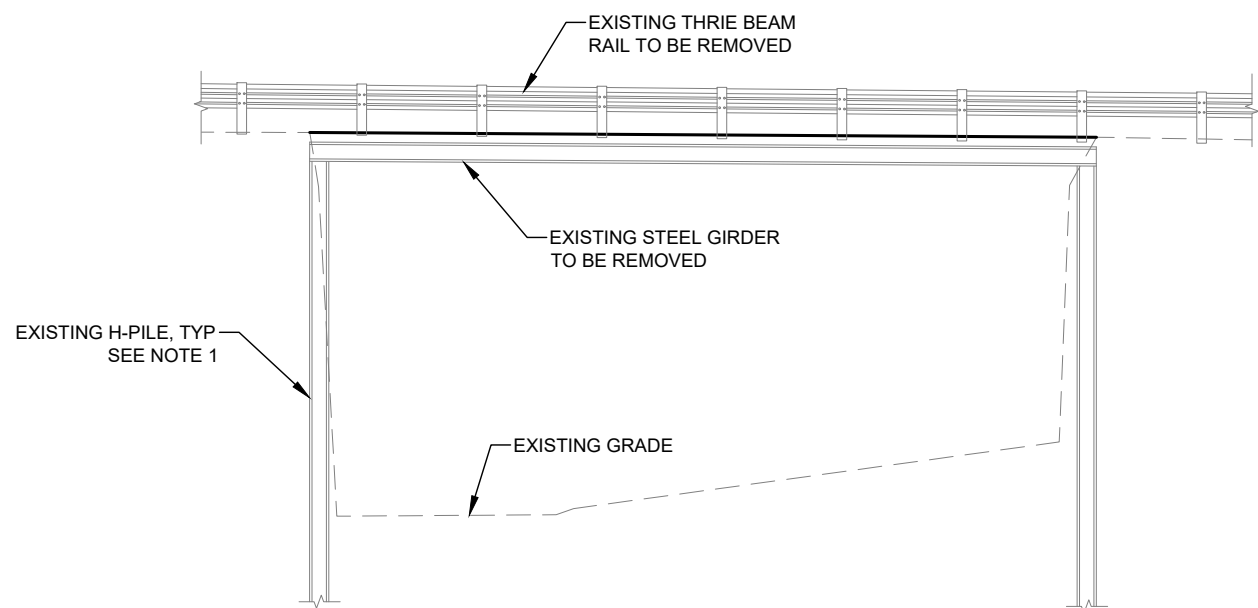 EXISTING THRIE BEAM
RAIL TO BE REMOVED
EXISTING STEEL GIRDER
TO BE REMOVED
EXISTING H-PILE, TYP
SEE NOTE 1
EXISTING GRADE